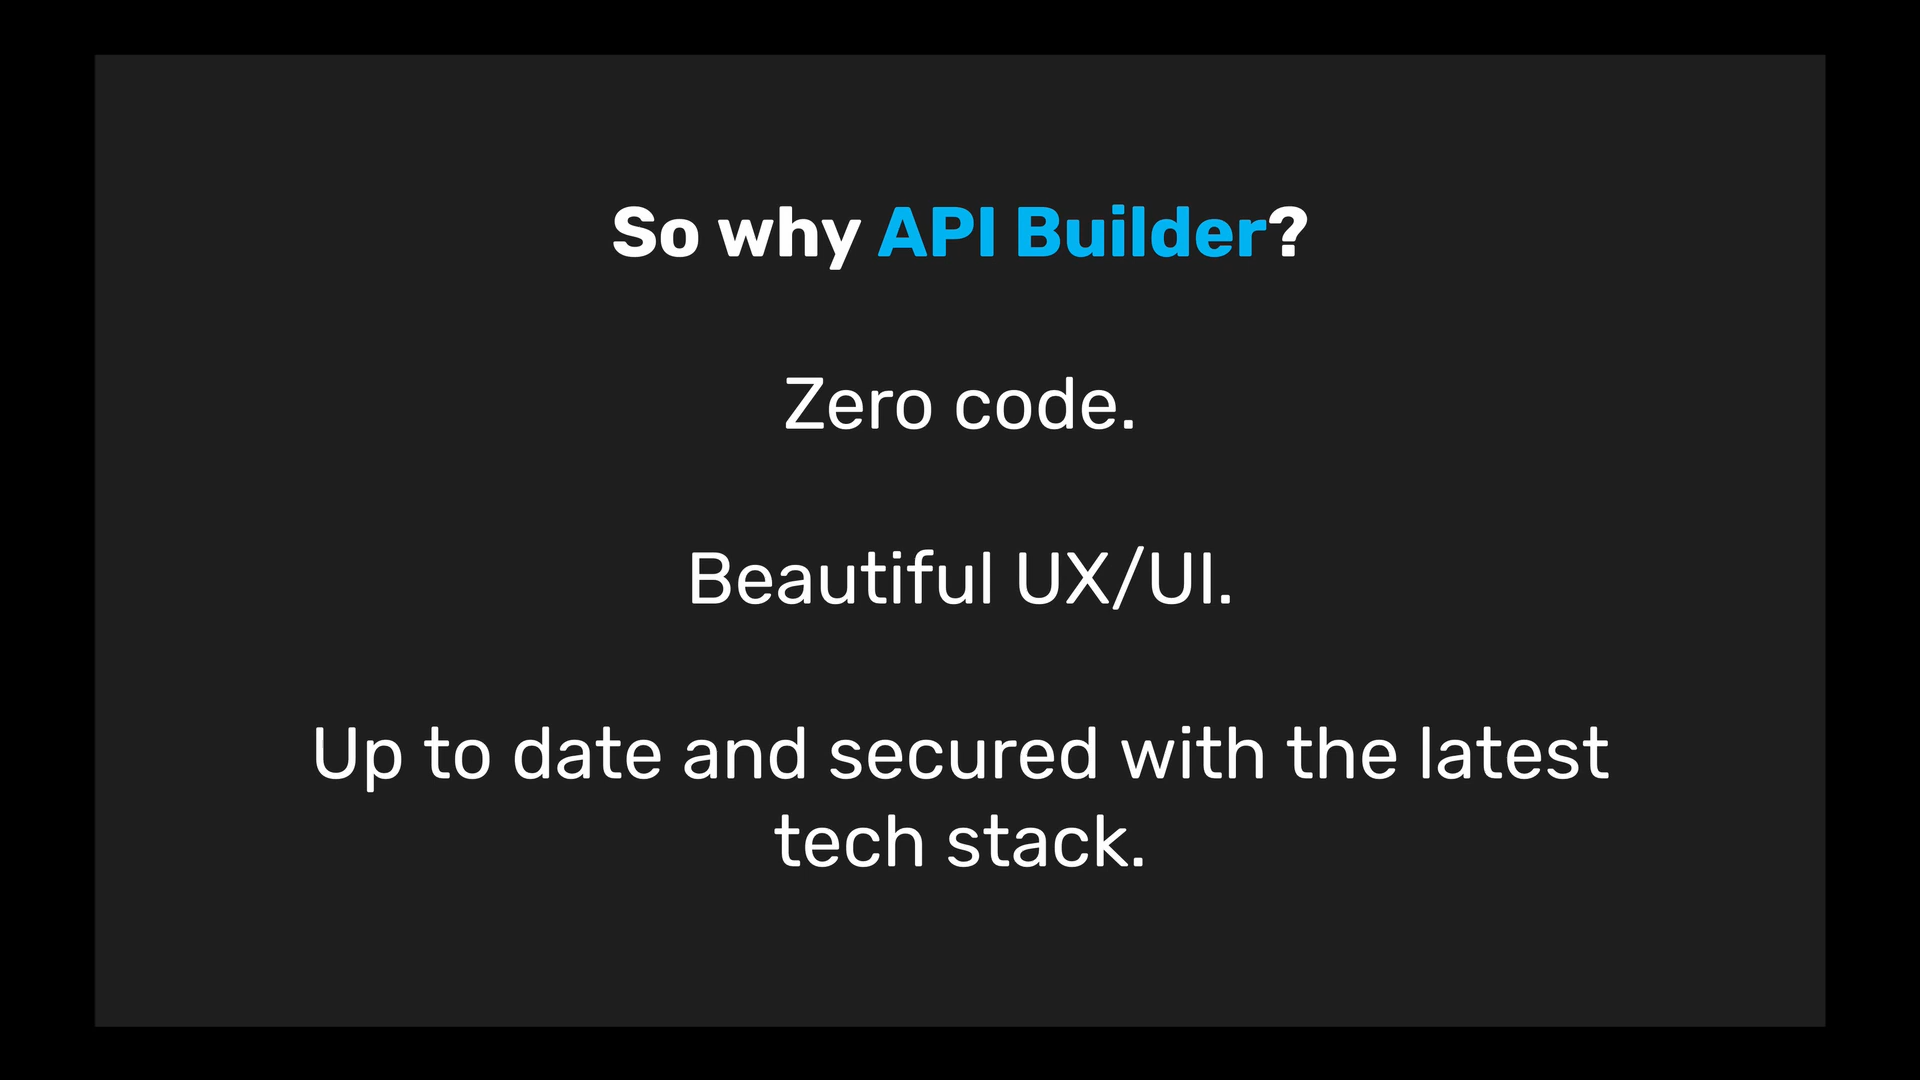 So why API Builder?
Zero code.
Beautiful UX/UI.
Up to date and secured with the latest
tech stack.